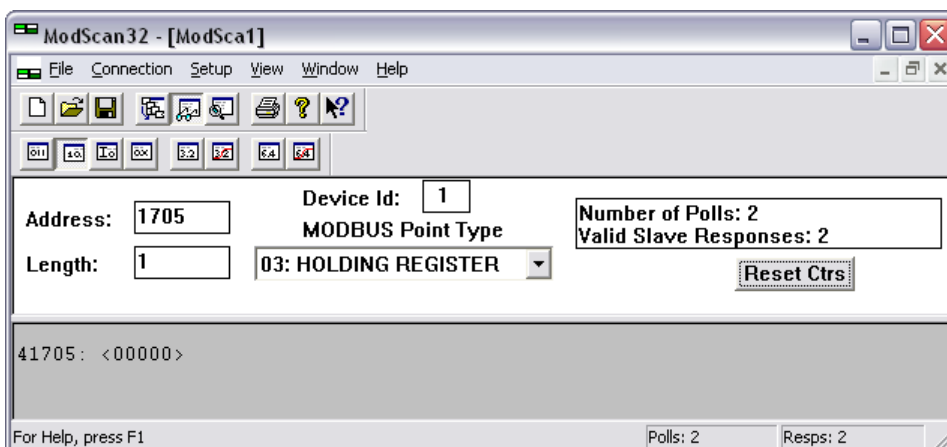 ModScan32 - [ModSca1]
File Connection Setup View Window Help
Address: 1705
Device Id: 1
MODBUS Point Type
Length: 1
03: HOLDING REGISTER
Number of Polls: 2
Valid Slave Responses: 2
Reset Ctrs
41705: <00000>
For Help, press F1
Polls: 2
Resps: 2